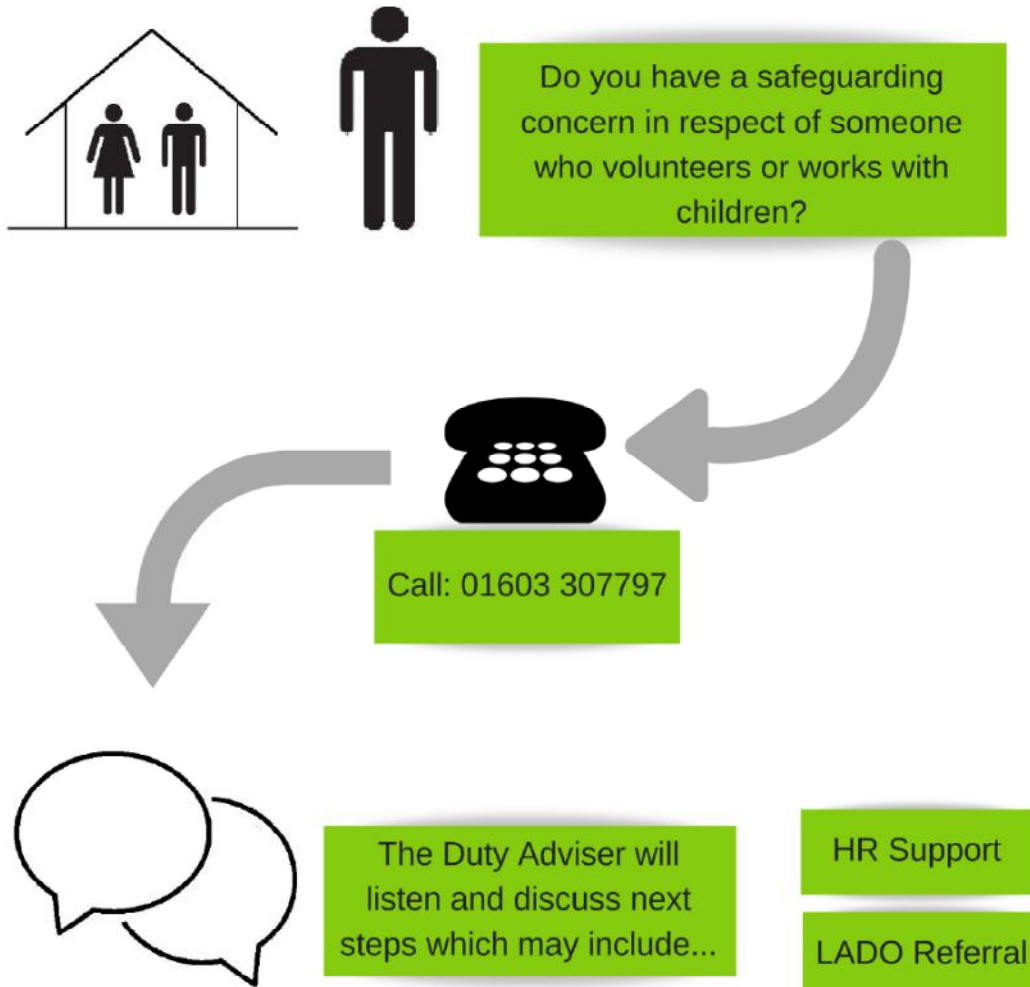 Do you have a safeguarding
concern in respect of someone
who volunteers or works with
children?
Call: 01603 307797
The Duty Adviser will
listen and discuss next
steps which may include...
HR Support
LADO Referral